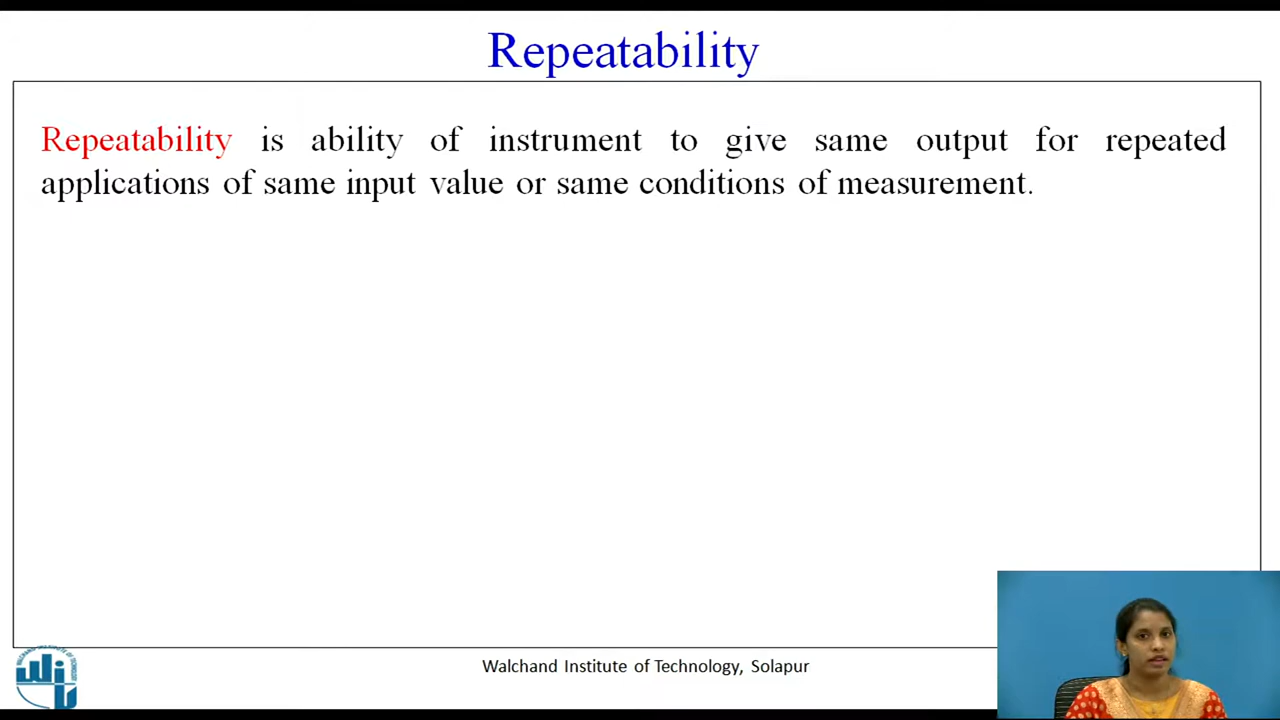 Repeatability
Repeatability is ability of instrument to give same output for repeated
applications of same input value or same conditions of measurement.
Walchand Institute of Technology, Solapur